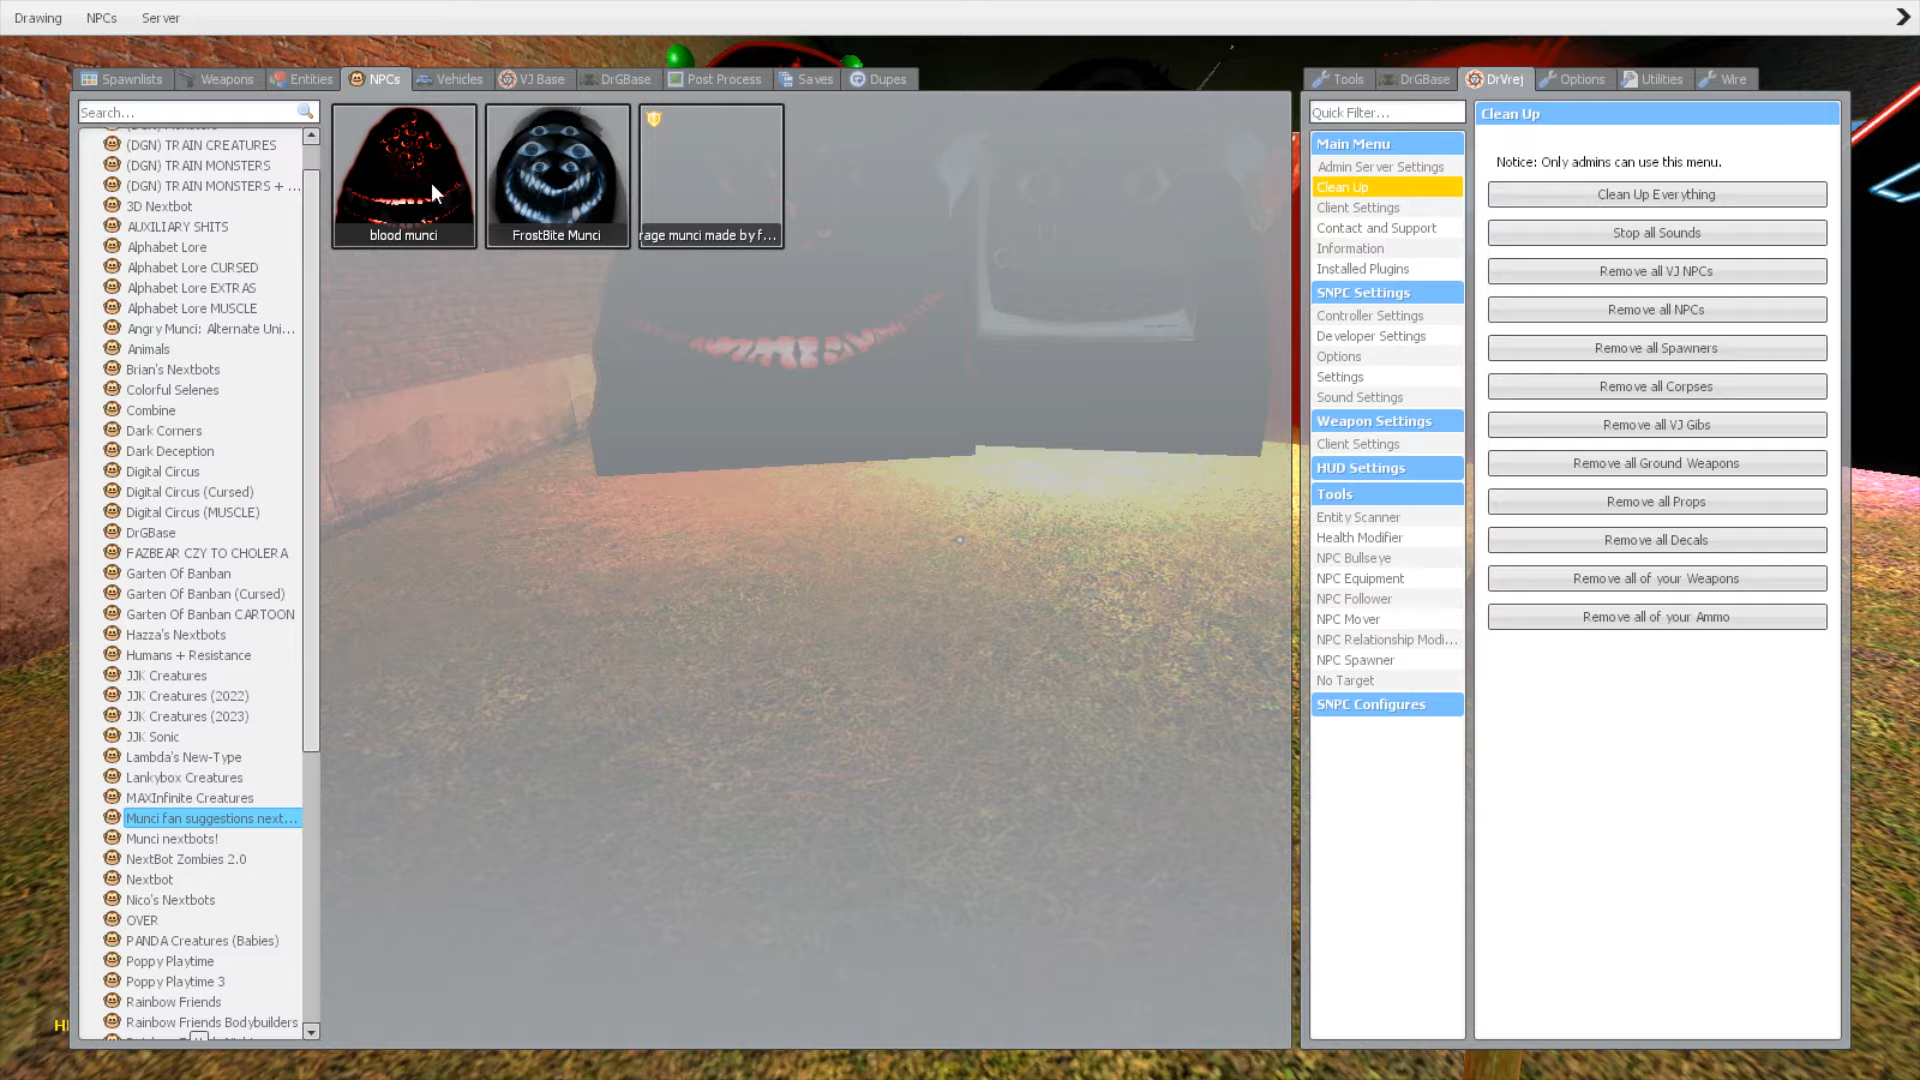 Drawing NPCs Server
Spawnlists Weapons Entities NPCs Vehicles VJ Base DrGBase Post Process Saves Dupes
Search...
(DGN) TRAIN CREATURES
(DGN) TRAIN MONSTERS
(DGN) TRAIN MONSTERS + ...
3D Nextbot
AUXILIARY SHITS
Alphabet Lore
Alphabet Lore CURSED
Alphabet Lore EXTRAS
Alphabet Lore MUSCLE
Angry Munci: Alternate Uni...
Animals
Brian's Nextbots
Colorful Selenes
Combine
Dark Corners
Dark Deception
Digital Circus
Digital Circus (Cursed)
Digital Circus (MUSCLE)
DrGBase
FAZBEAR CZY TO CHOLERA
Garten Of Banban
Garten Of Banban (Cursed)
Garten Of Banban CARTOON
Hazza's Nextbots
Humans + Resistance
JJK Creatures
JJK Creatures (2022)
JJK Creatures (2023)
JJK Sonic
Lambda's New-Type
Lankybox Creatures
MAXInfinite Creatures
Munci fan suggestions next...
Munci nextbots!
NextBot Zombies 2.0
Nextbot
Nico's Nextbots
OVER
PANDA Creatures (Babies)
Poppy Playtime
Poppy Playtime 3
Rainbow Friends
Rainbow Friends Bodybuilders
blood munci
FrostBite Munci
rage munci made by f...
Tools DrGBase DrVrej Options Utilities Wire
Quick Filter...
Main Menu
Admin Server Settings
Clean Up
Client Settings
Contact and Support
Information
Installed Plugins
SNPC Settings
Controller Settings
Developer Settings
Options
Settings
Sound Settings
Weapon Settings
Client Settings
HUD Settings
Tools
Entity Scanner
Health Modifier
NPC Bullseye
NPC Equipment
NPC Follower
NPC Mover
NPC Relationship Modi...
NPC Spawner
No Target
SNPC Configures
Clean Up
Notice: Only admins can use this menu.
Clean Up Everything
Stop all Sounds
Remove all VJ NPCs
Remove all NPCs
Remove all Spawners
Remove all Corpses
Remove all VJ Gibs
Remove all Ground Weapons
Remove all Props
Remove all Decals
Remove all of your Weapons
Remove all of your Ammo